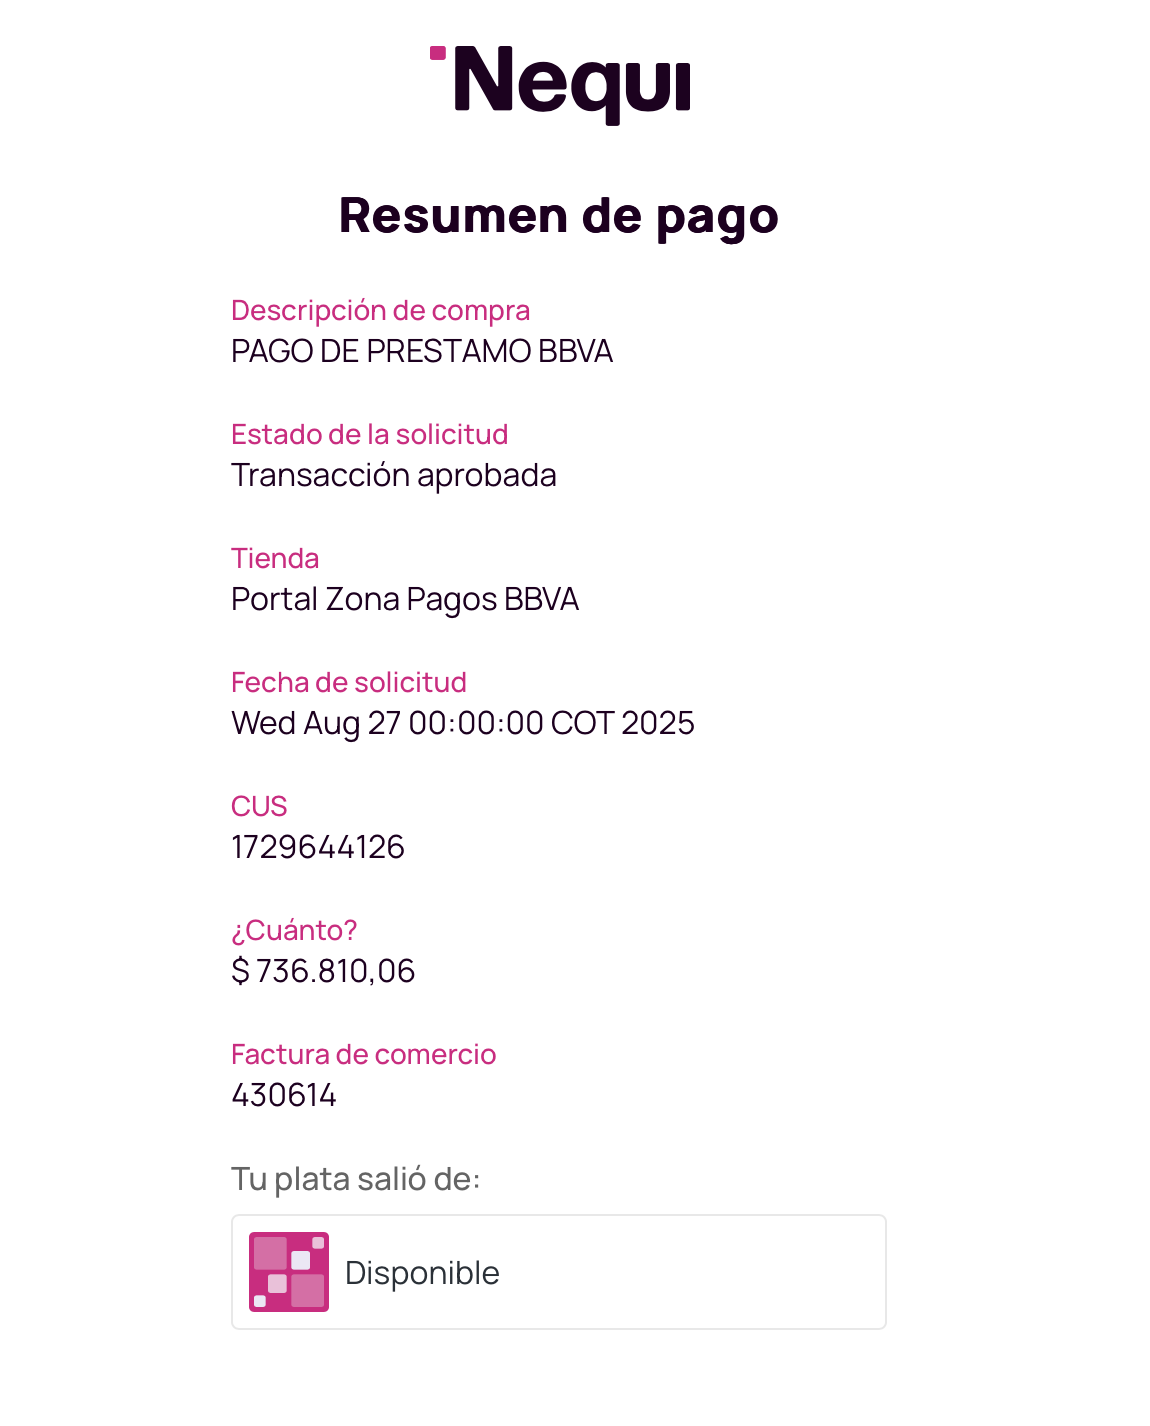 Nequi
Resumen de pago
Descripción de compra
PAGO DE PRESTAMO BBVA
Estado de la solicitud
Transacción aprobada
Tienda
Portal Zona Pagos BBVA
Fecha de solicitud
Wed Aug 27 00:00:00 COT 2025
CUS
1729644126
¿Cuánto?
$ 736.810,06
Factura de comercio
430614
Tu plata salió de:
Disponible